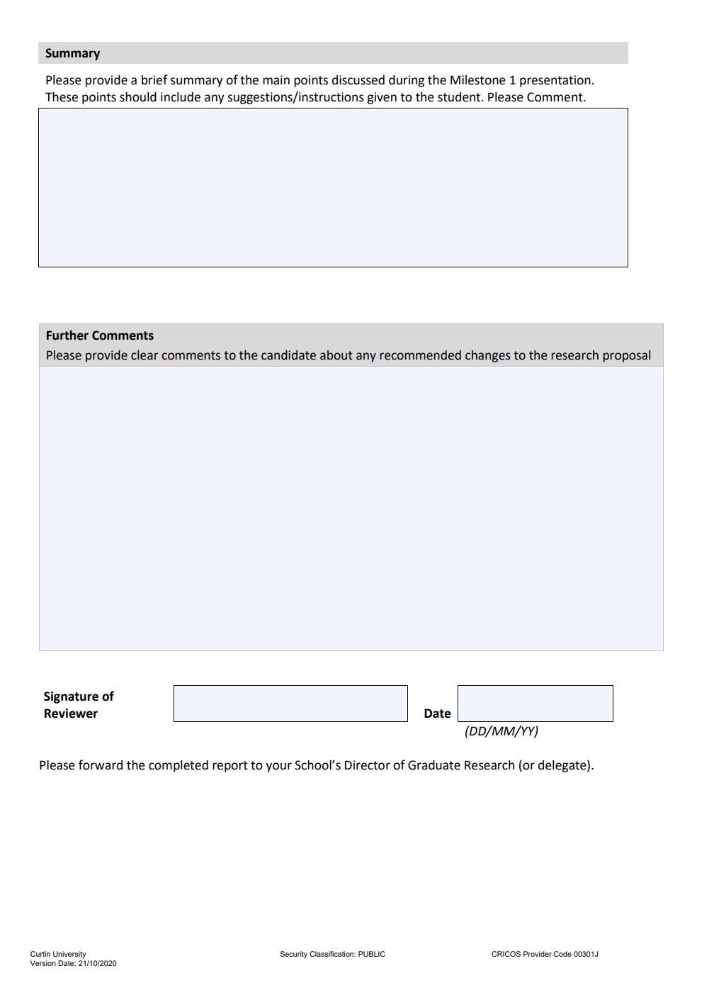 Summary
Please provide a brief summary of the main points discussed during the Milestone 1 presentation.
These points should include any suggestions/instructions given to the student. Please Comment.
Further Comments
Please provide clear comments to the candidate about any recommended changes to the research proposal
Signature of
Reviewer
Date
(DD/MM/YY)
Please forward the completed report to your School’s Director of Graduate Research (or delegate).
Curtin University
Version Date: 21/10/2020
Security Classification: PUBLIC
CRICOS Provider Code 00301J